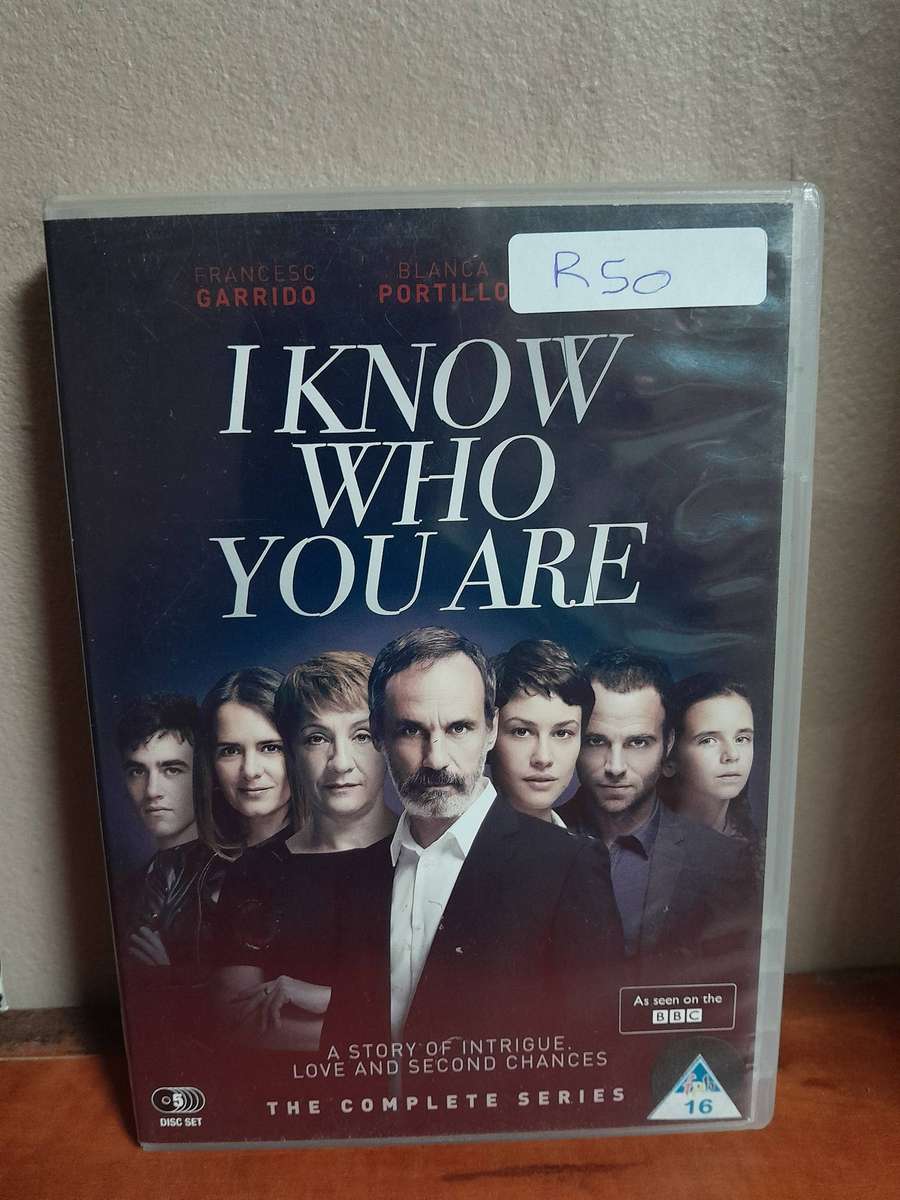 FRANCESC
GARRIDO
BLANCA
PORTILLO
R50
I KNOW
WHO
YOU ARE
As seen on the
BBC
A STORY OF INTRIGUE.
LOVE AND SECOND CHANCES
THE COMPLETE SERIES
5
DISC SET
16